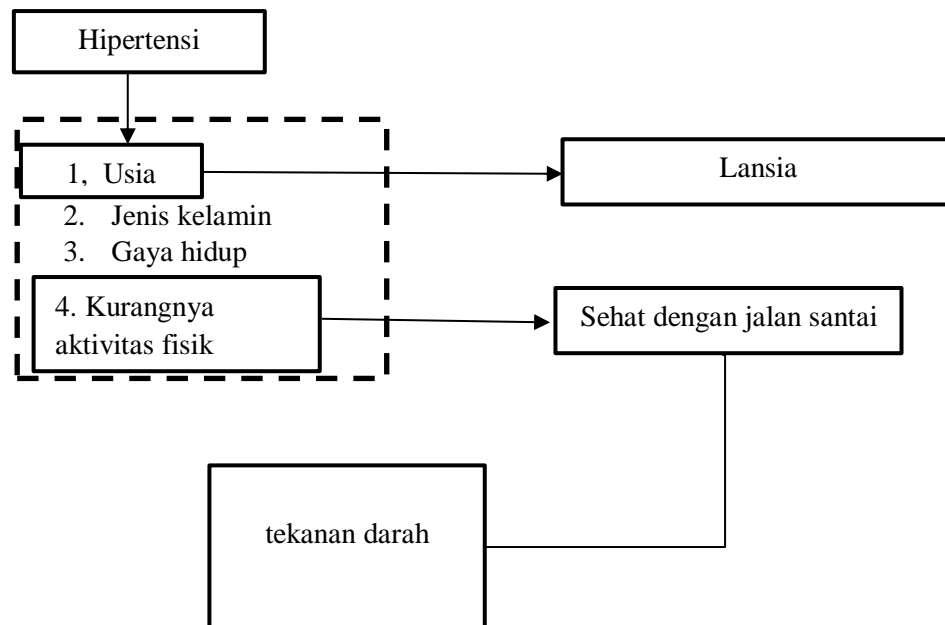 Hipertensi
1, Usia
Lansia
2. Jenis kelamin
3. Gaya hidup
4. Kurangnya
aktivitas fisik
Sehat dengan jalan santai
tekanan darah